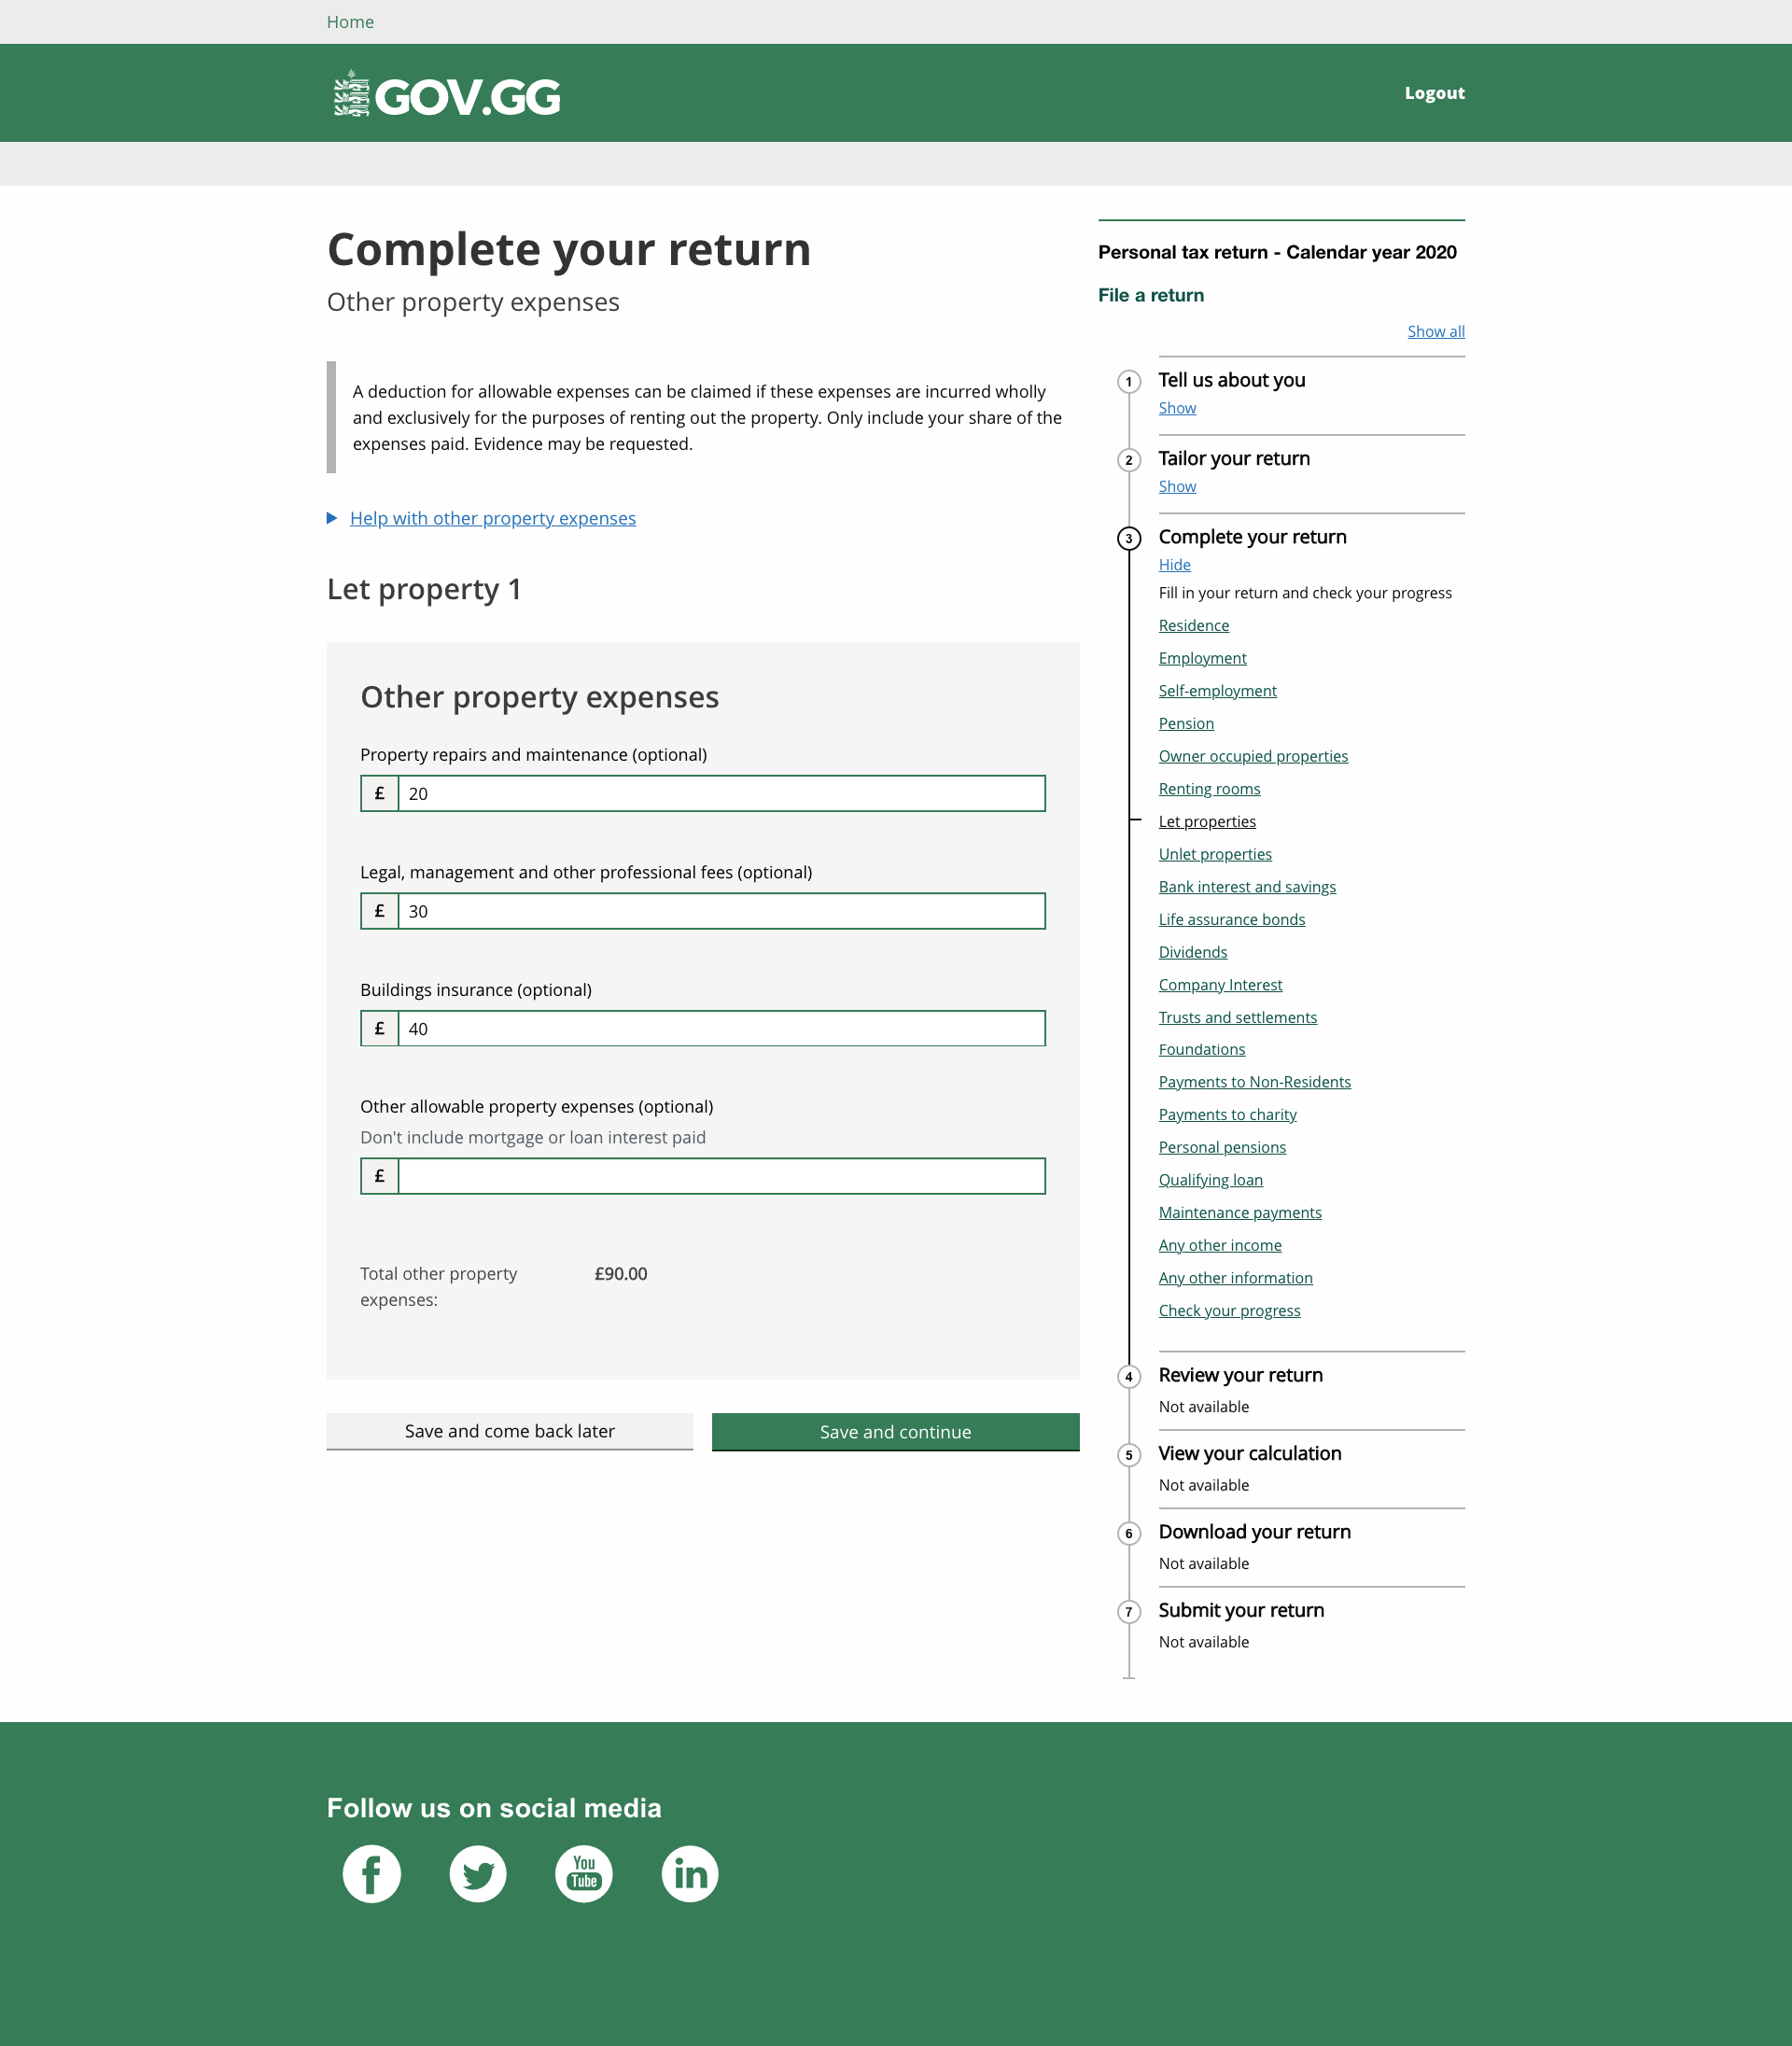 Home
GOV.GG
Logout
Complete your return
Other property expenses
A deduction for allowable expenses can be claimed if these expenses are incurred wholly
and exclusively for the purposes of renting out the property. Only include your share of the
expenses paid. Evidence may be requested.
Help with other property expenses
Let property 1
Other property expenses
Property repairs and maintenance (optional)
£ 20
Legal, management and other professional fees (optional)
£ 30
Buildings insurance (optional)
£ 40
Other allowable property expenses (optional)
Don't include mortgage or loan interest paid
£
Total other property £90.00
expenses:
Save and come back later
Save and continue
Personal tax return - Calendar year 2020
File a return
Show all
1 Tell us about you
Show
2 Tailor your return
Show
3 Complete your return
Hide
Fill in your return and check your progress
Residence
Employment
Self-employment
Pension
Owner occupied properties
Renting rooms
Let properties
Unlet properties
Bank interest and savings
Life assurance bonds
Dividends
Company Interest
Trusts and settlements
Foundations
Payments to Non-Residents
Payments to charity
Personal pensions
Qualifying loan
Maintenance payments
Any other income
Any other information
Check your progress
4 Review your return
Not available
5 View your calculation
Not available
6 Download your return
Not available
7 Submit your return
Not available
Follow us on social media
f
You
Tube
in